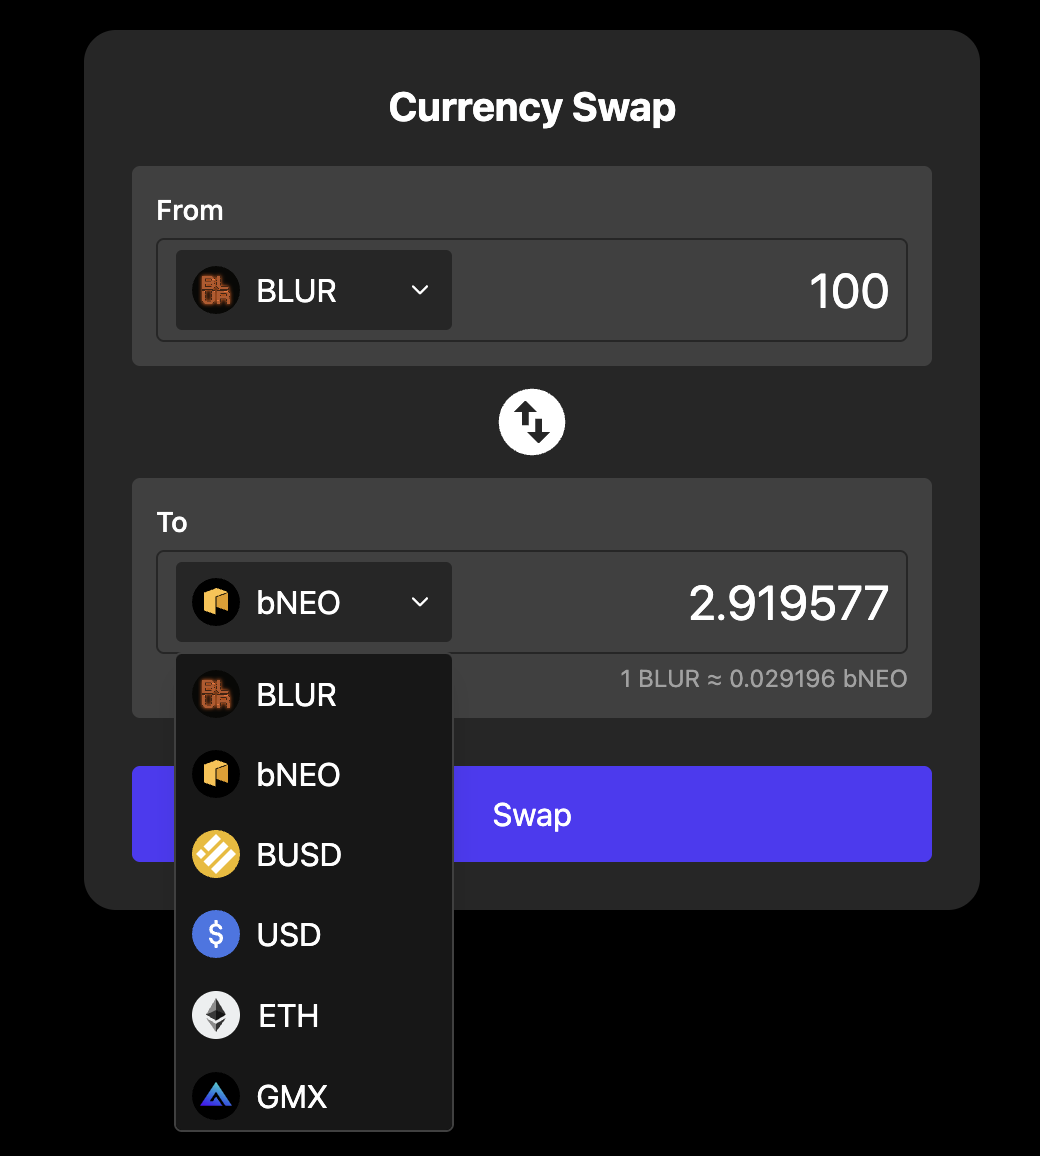 Currency Swap
From
BLUR 100
To
bNEO 2.919577
1 BLUR ≈ 0.029196 bNEO
BLUR
bNEO
BUSD
USD
ETH
GMX
Swap